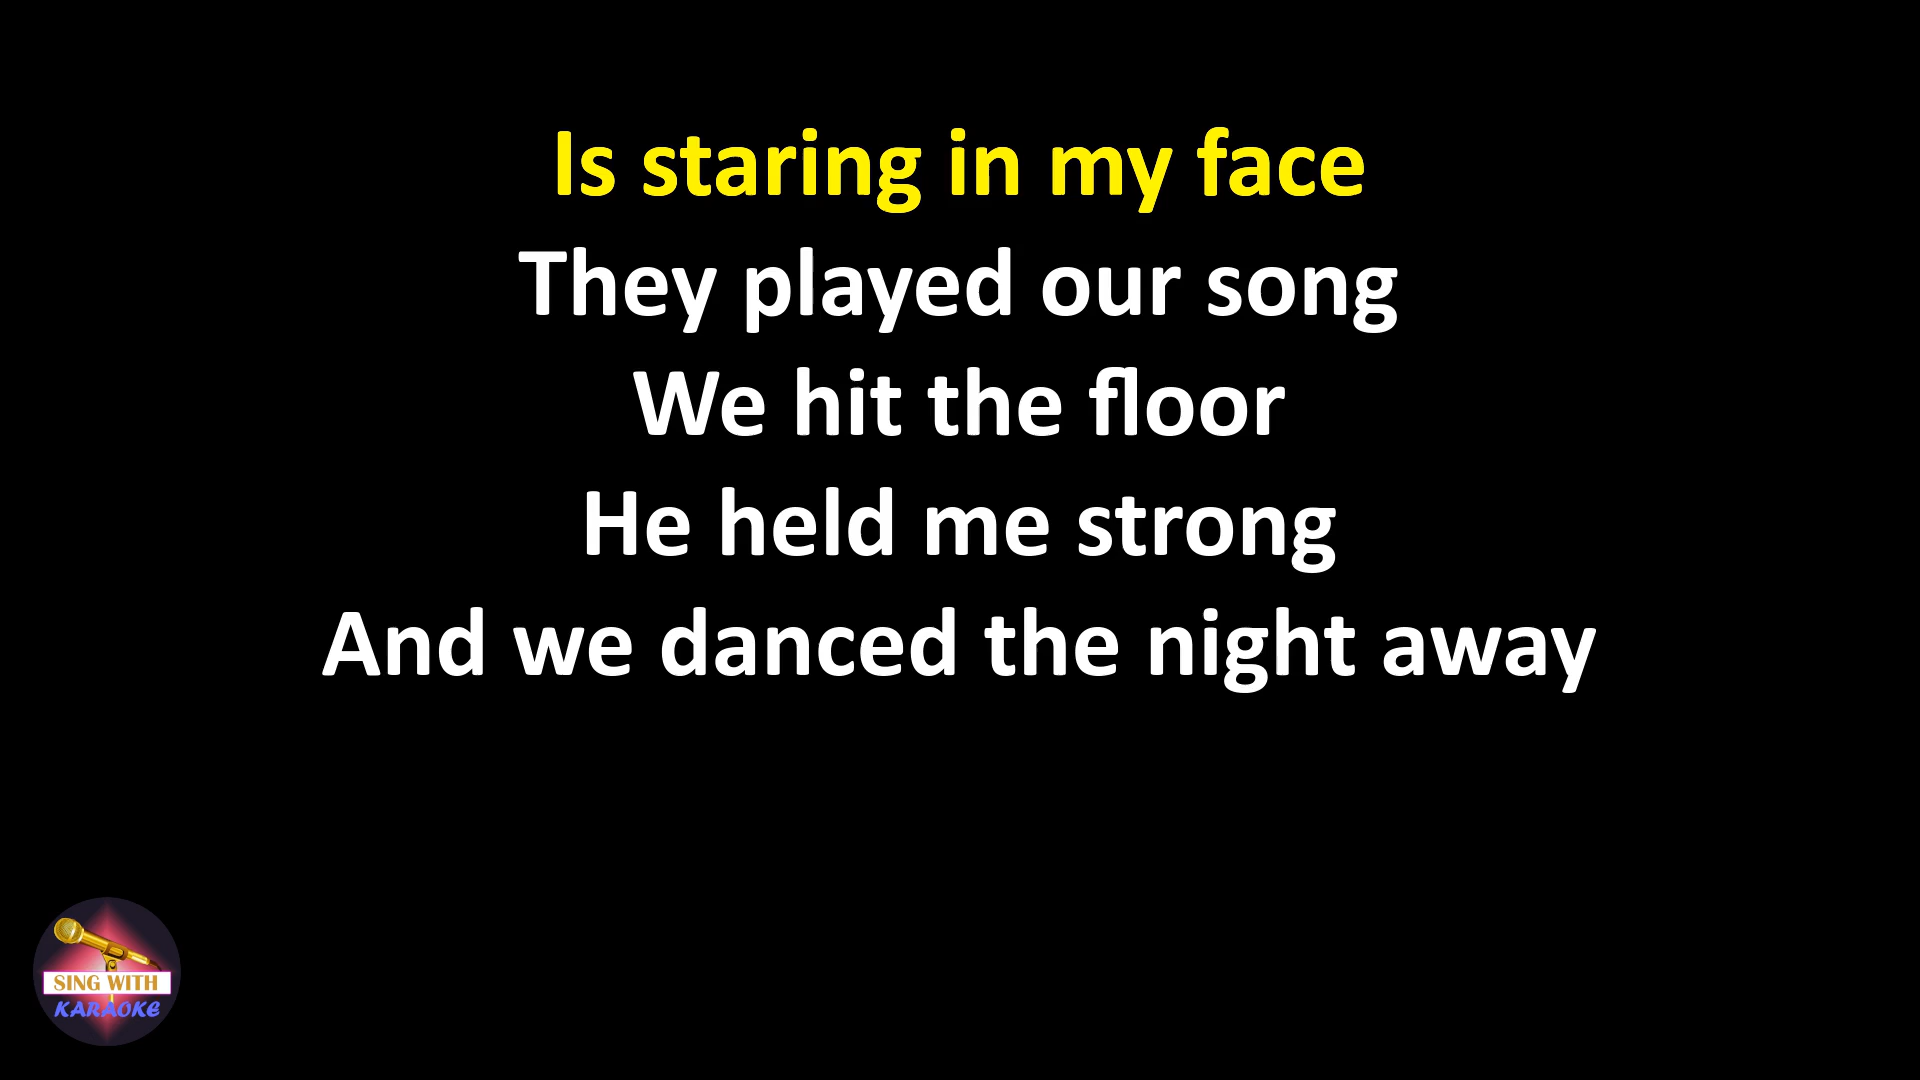 Is staring in my face
They played our song
We hit the floor
He held me strong
And we danced the night away
SING WITH
KARAOKE